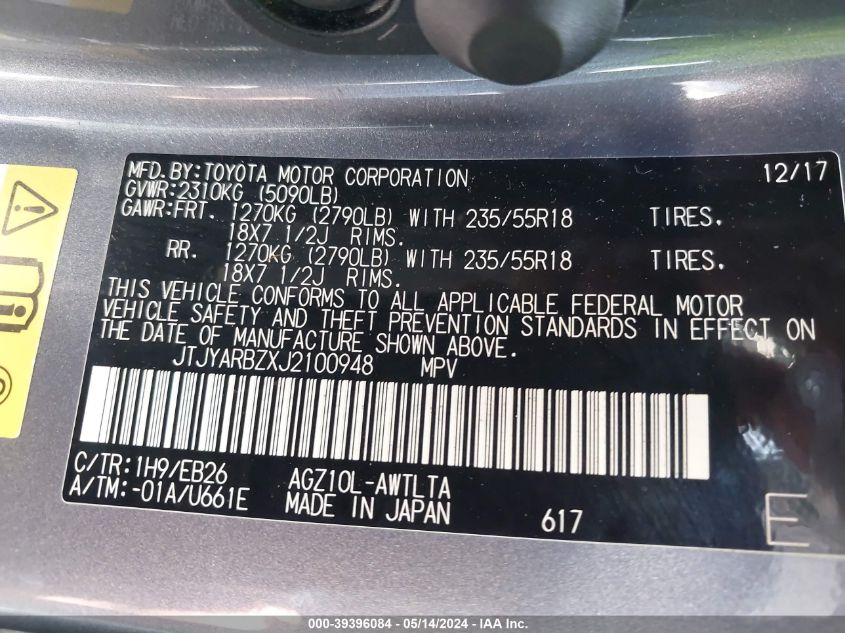 MFD.BY:TOYOTA MOTOR CORPORATION 12/17
GVWR:2310KG (5090LB)
GAWR:FRT. 1270KG (2790LB) WITH 235/55R18 TIRES.
18X7 1/2J RIMS.
RR. 1270KG (2790LB) WITH 235/55R18 TIRES.
18X7 1/2J RIMS.
THIS VEHICLE CONFORMS TO ALL APPLICABLE FEDERAL MOTOR
VEHICLE SAFETY AND THEFT PREVENTION STANDARDS IN EFFECT ON
THE DATE OF MANUFACTURE SHOWN ABOVE.
JTJYARBZXJ2100948 MPV
C/TR:1H9/EB26 AGZ10L-AWTLTA
A/TM:-01A/U661E MADE IN JAPAN 617 E
000-39396084 - 05/14/2024 - IAA Inc.